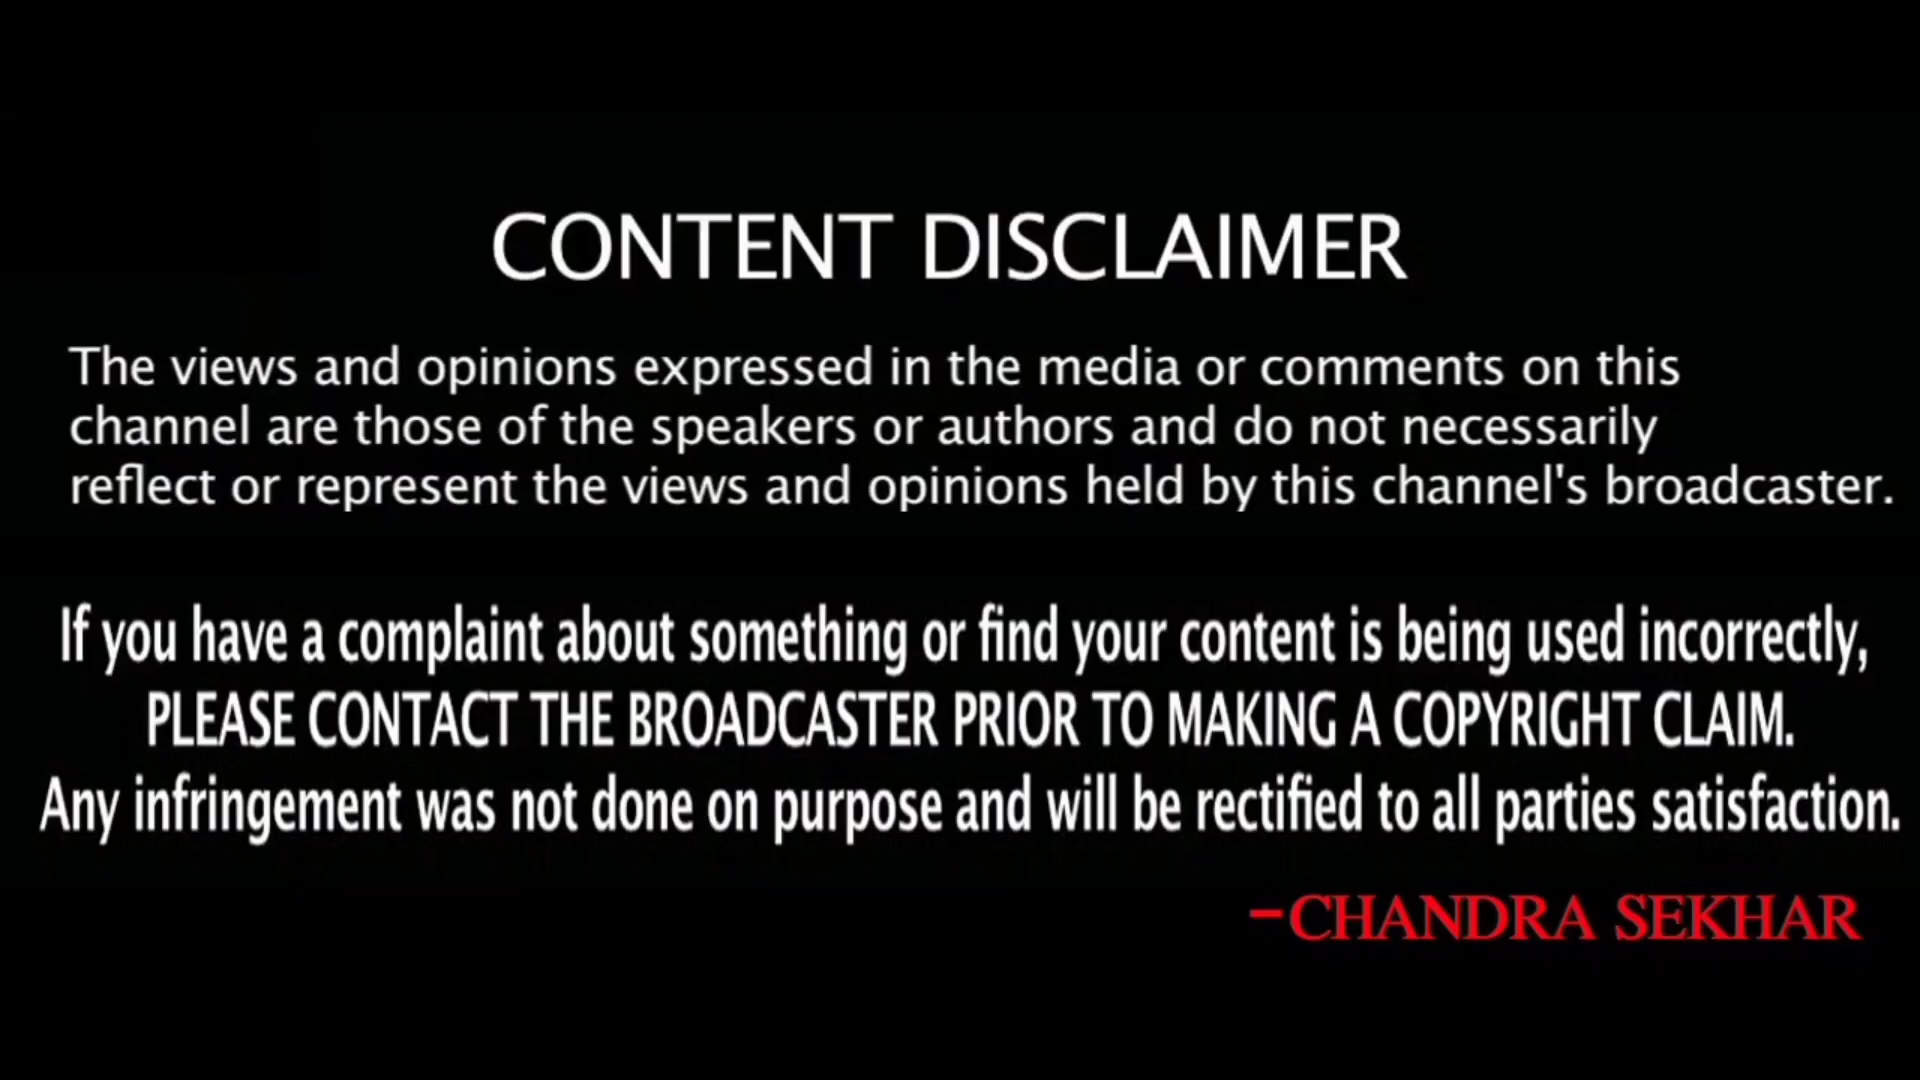 CONTENT DISCLAIMER
The views and opinions expressed in the media or comments on this
channel are those of the speakers or authors and do not necessarily
reflect or represent the views and opinions held by this channel's broadcaster.
If you have a complaint about something or find your content is being used incorrectly,
PLEASE CONTACT THE BROADCASTER PRIOR TO MAKING A COPYRIGHT CLAIM.
Any infringement was not done on purpose and will be rectified to all parties satisfaction.
-CHANDRA SEKHAR